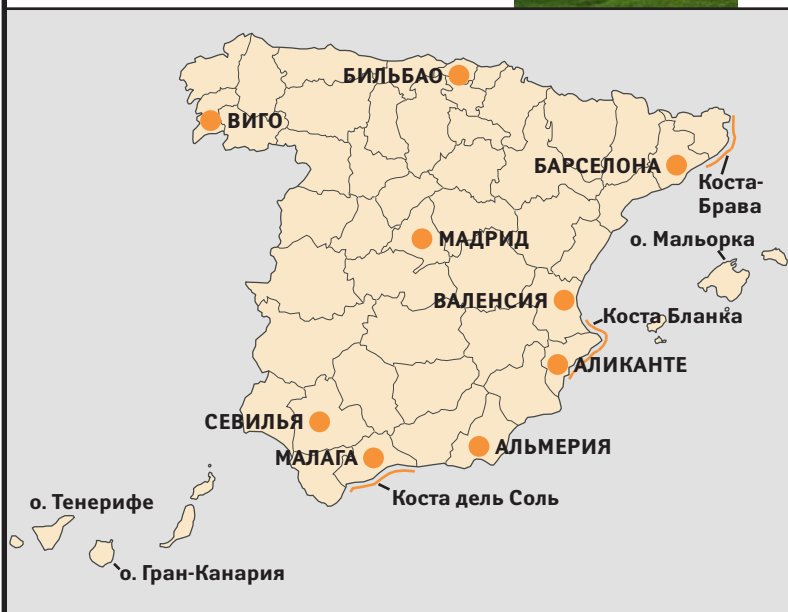 БИЛЬБАО
ВИГО
БАРСЕЛОНА
Коста-
Брава
МАДРИД
о. Мальорка
ВАЛЕНСИЯ
Коста Бланка
АЛИКАНТЕ
СЕВИЛЬЯ
МАЛАГА
АЛЬМЕРИЯ
Коста дель Соль
о. Тенерифе
о. Гран-Канария